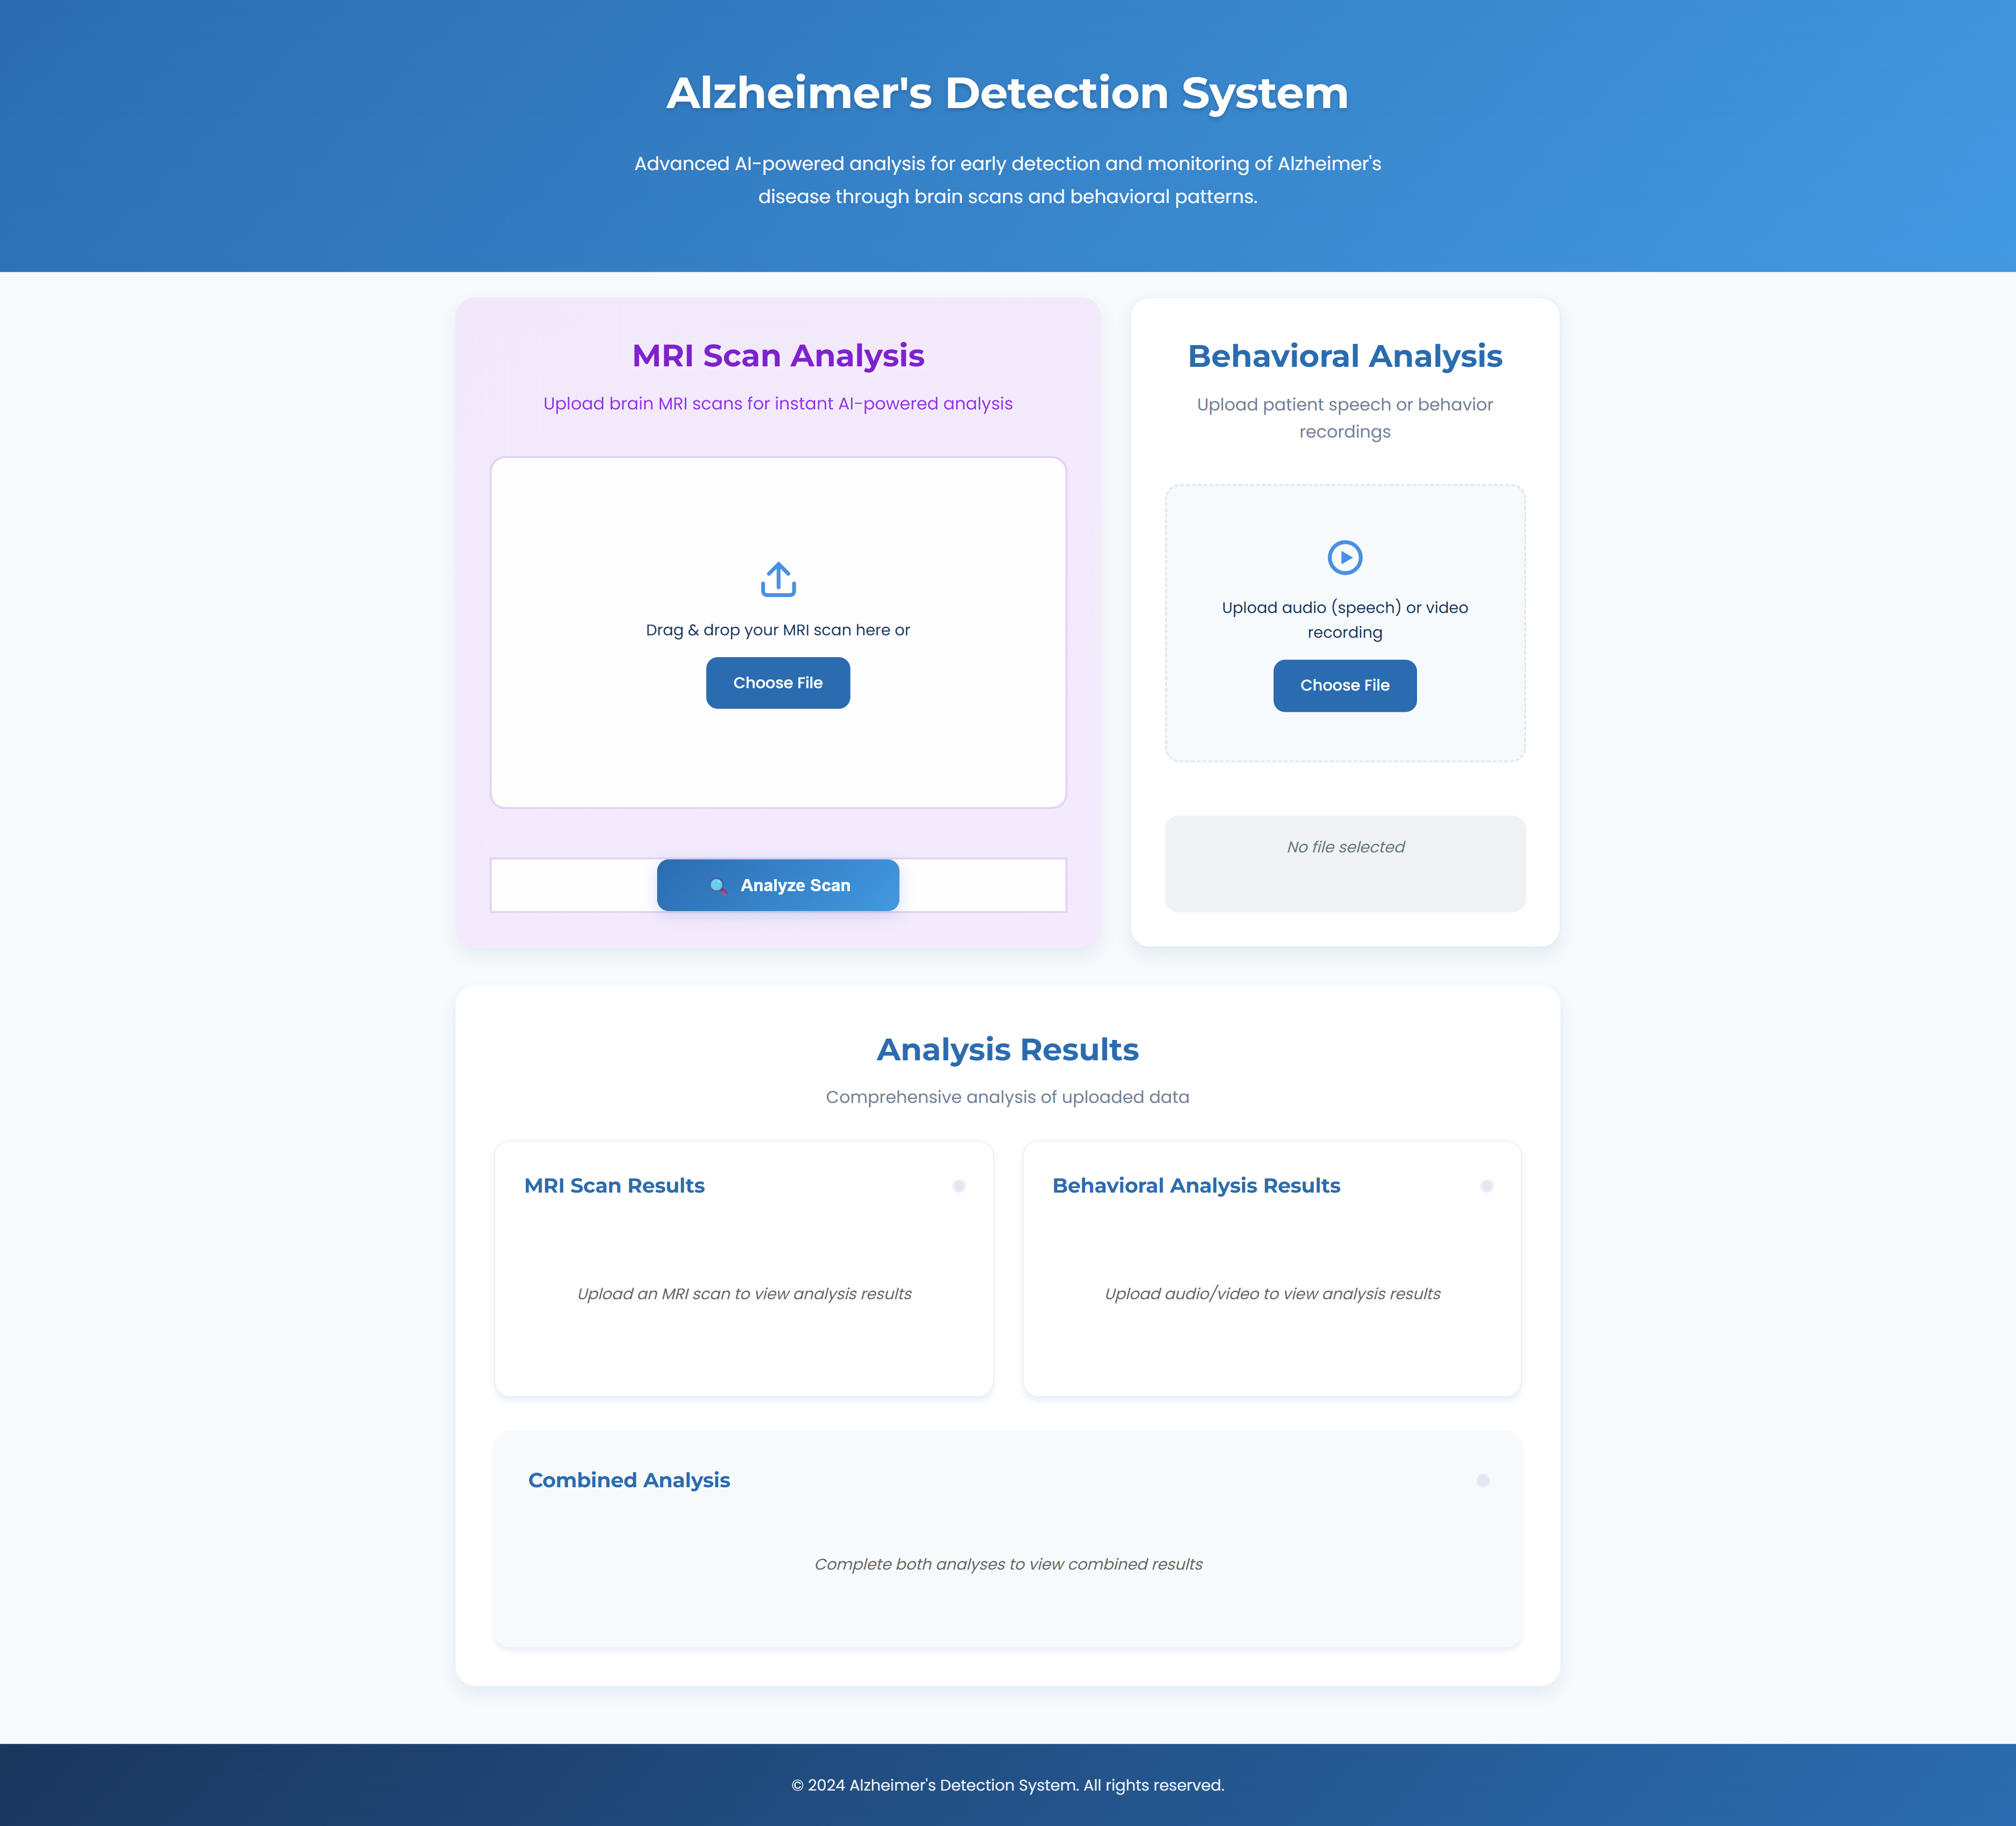 Alzheimer's Detection System
Advanced AI-powered analysis for early detection and monitoring of Alzheimer's
disease through brain scans and behavioral patterns.
MRI Scan Analysis
Upload brain MRI scans for instant AI-powered analysis
Drag & drop your MRI scan here or
Choose File
Analyze Scan
Behavioral Analysis
Upload patient speech or behavior
recordings
Upload audio (speech) or video
recording
Choose File
No file selected
Analysis Results
Comprehensive analysis of uploaded data
MRI Scan Results
Upload an MRI scan to view analysis results
Behavioral Analysis Results
Upload audio/video to view analysis results
Combined Analysis
Complete both analyses to view combined results
© 2024 Alzheimer's Detection System. All rights reserved.